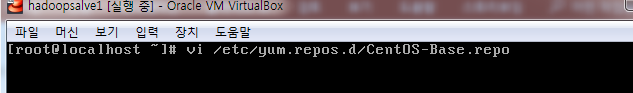 hadoopsalve1 [실행 중] - Oracle VM VirtualBox
파일 머신 보기 입력 장치 도움말
[root@localhost ~]# vi /etc/yum.repos.d/CentOS-Base.repo